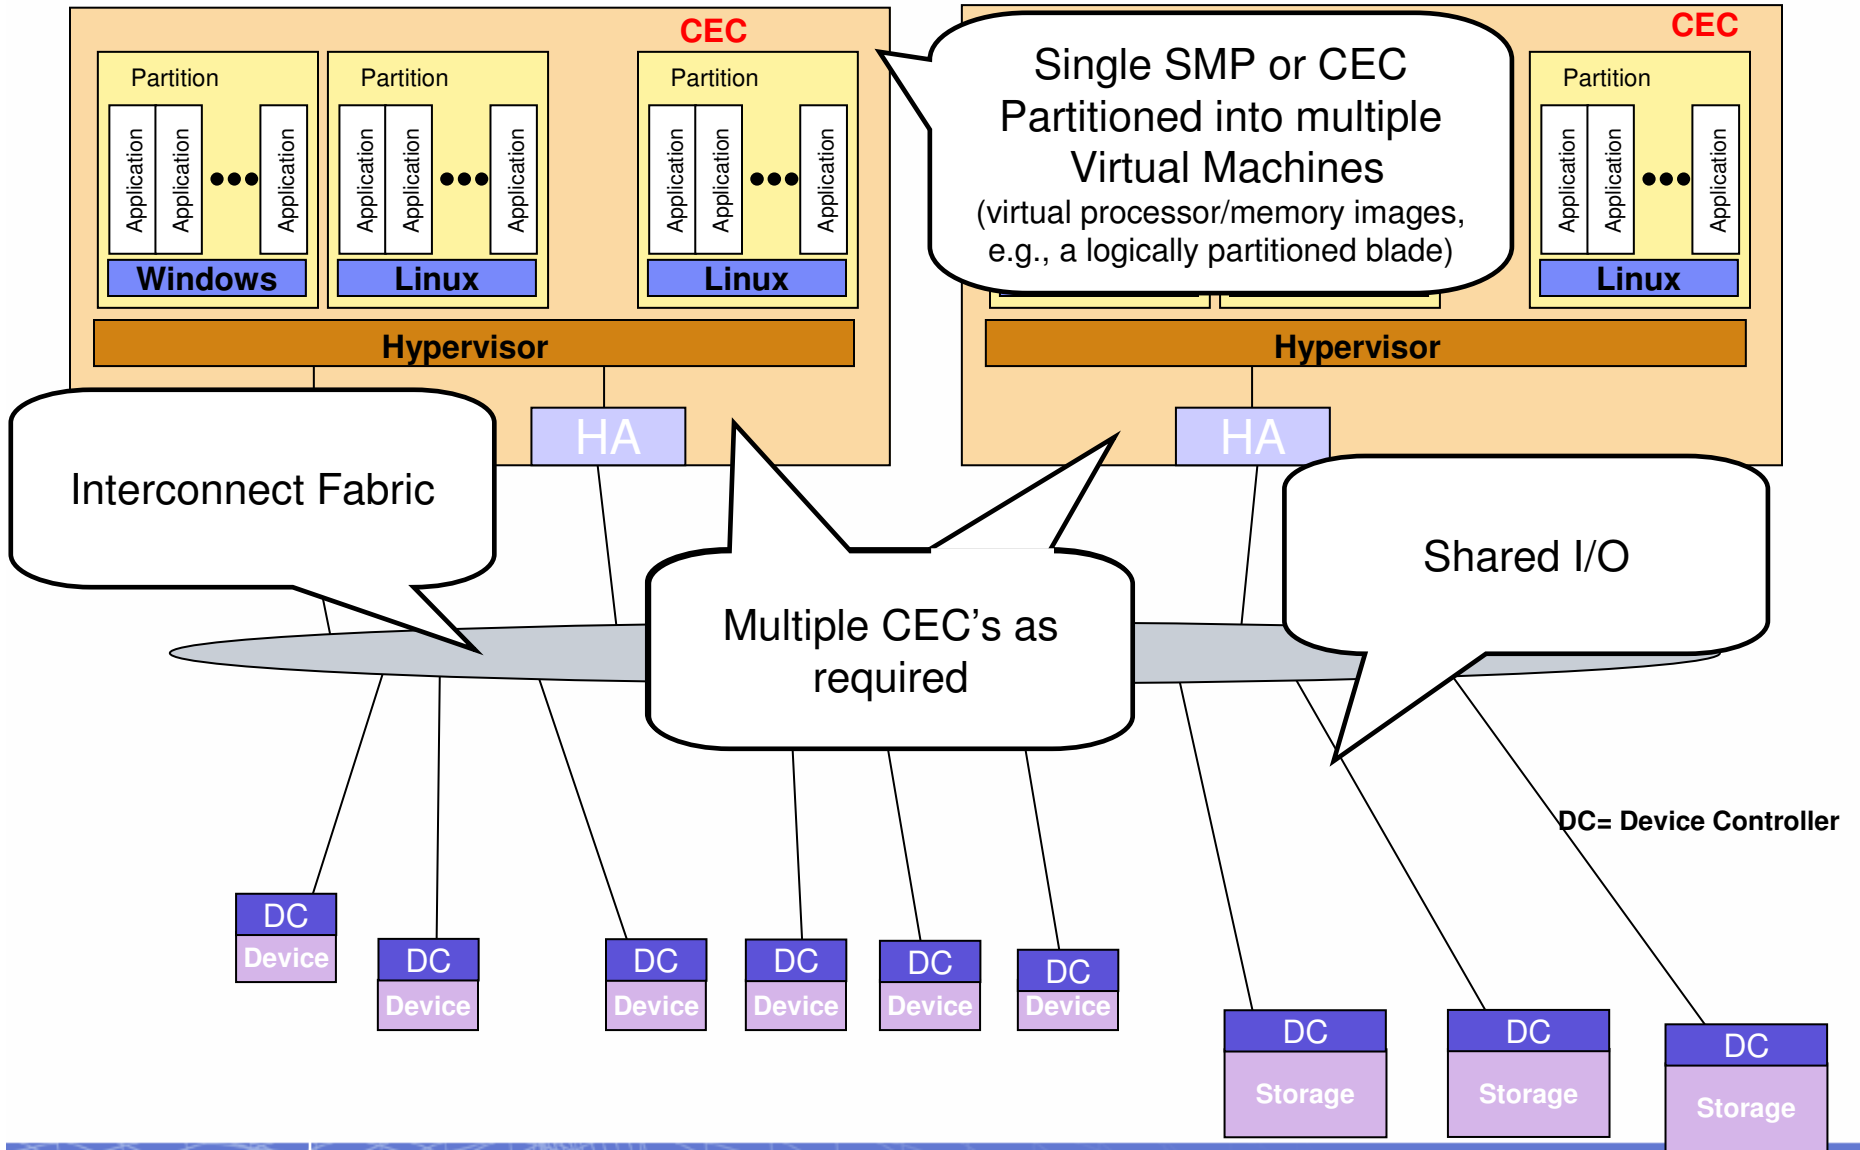 CEC
Partition
Application
Application
Application
Windows
Partition
Application
Application
Application
Linux
Partition
Application
Application
Application
Linux
Hypervisor
HA
Single SMP or CEC
Partitioned into multiple
Virtual Machines
(virtual processor/memory images,
e.g., a logically partitioned blade)
CEC
Partition
Application
Application
Application
Linux
Hypervisor
HA
Interconnect Fabric
Multiple CEC’s as
required
Shared I/O
DC= Device Controller
DC
Device
DC
Device
DC
Device
DC
Device
DC
Device
DC
Device
DC
Storage
DC
Storage
DC
Storage